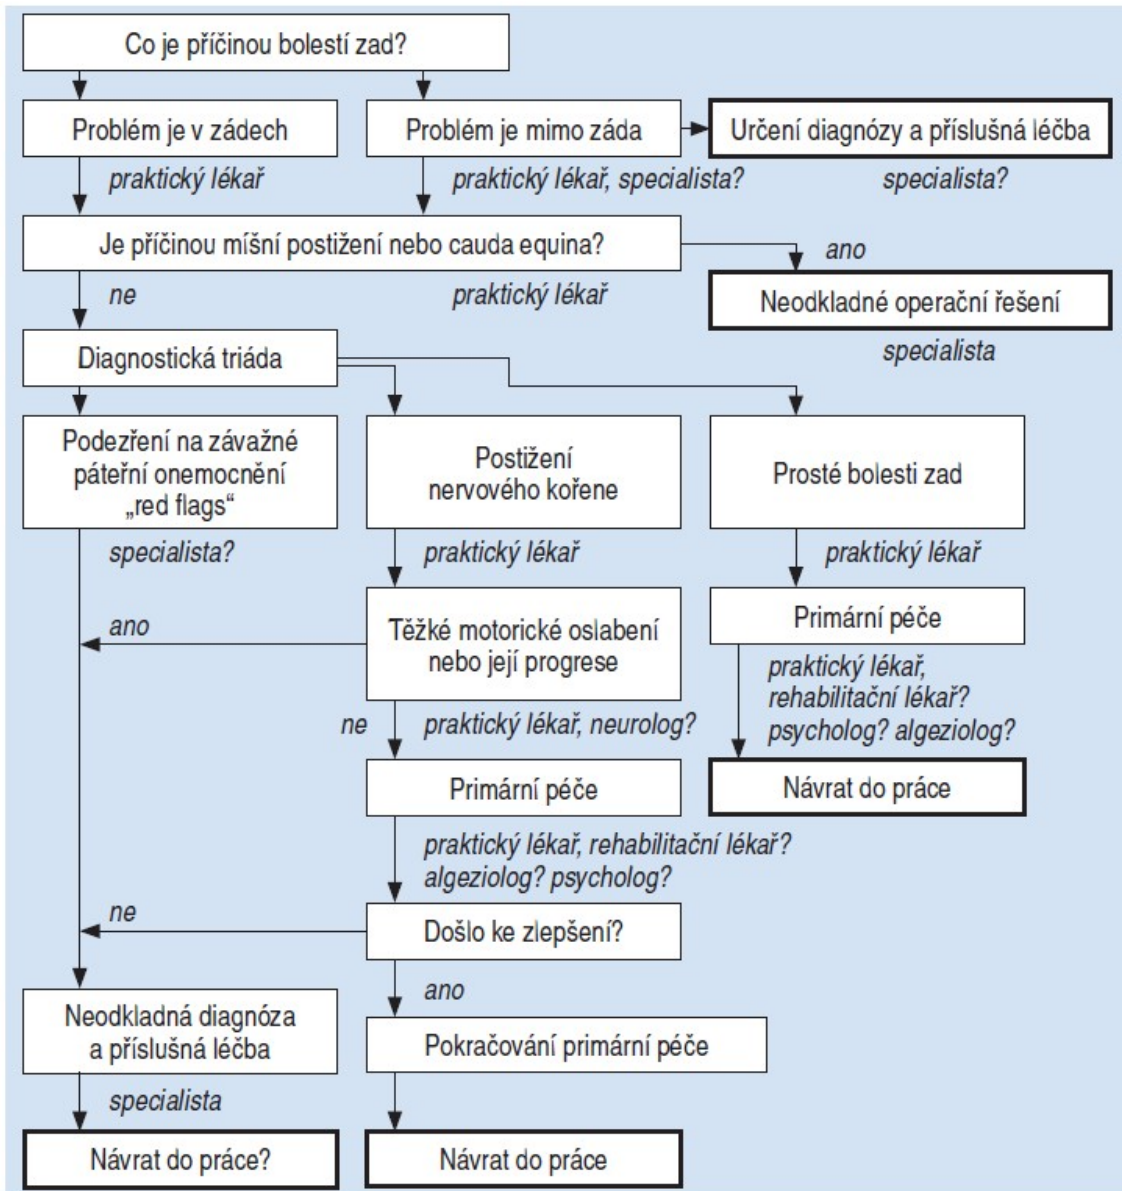 Co je příčinou bolestí zad?
Problém je v zádech
Problém je mimo záda
Určení diagnózy a příslušná léčba
praktický lékař
praktický lékař, specialista?
specialista?
Je příčinou míšní postižení nebo cauda equina?
ano
ne
praktický lékař
Neodkladné operační řešení
specialista
Diagnostická triáda
Podezření na závažné
páteřní onemocnění
„red flags“
Postižení
nervového kořene
Prosté bolesti zad
specialista?
praktický lékař
praktický lékař
ano
Těžké motorické oslabení
nebo její progrese
Primární péče
praktický lékař,
rehabilitační lékař?
psycholog? algeziolog?
ne
praktický lékař, neurolog?
Primární péče
Návrat do práce
praktický lékař, rehabilitační lékař?
algeziolog? psycholog?
ne
Došlo ke zlepšení?
ano
Neodkladná diagnóza
a příslušná léčba
Pokračování primární péče
specialista
Návrat do práce?
Návrat do práce